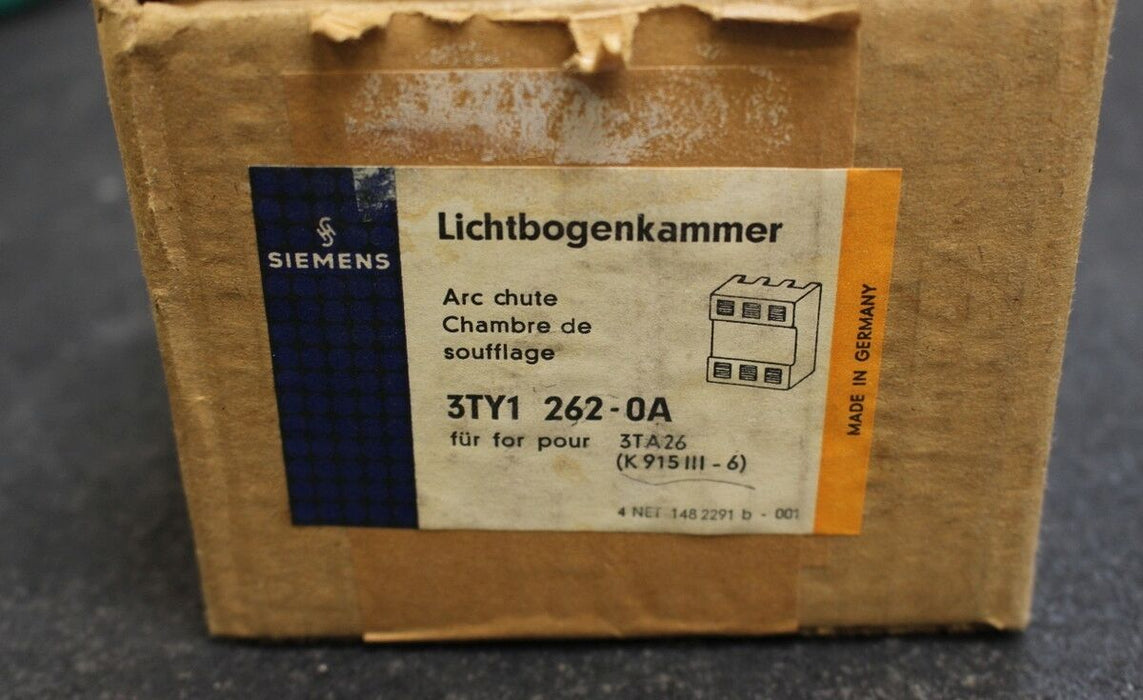 SIEMENS
Lichtbogenkammer
Arc chute
Chambre de
soufflage
3TY1 262-0A
für for pour 3TA26
(K 915 III - 6)
4 NET 148 2291 b - 001
MADE IN GERMANY